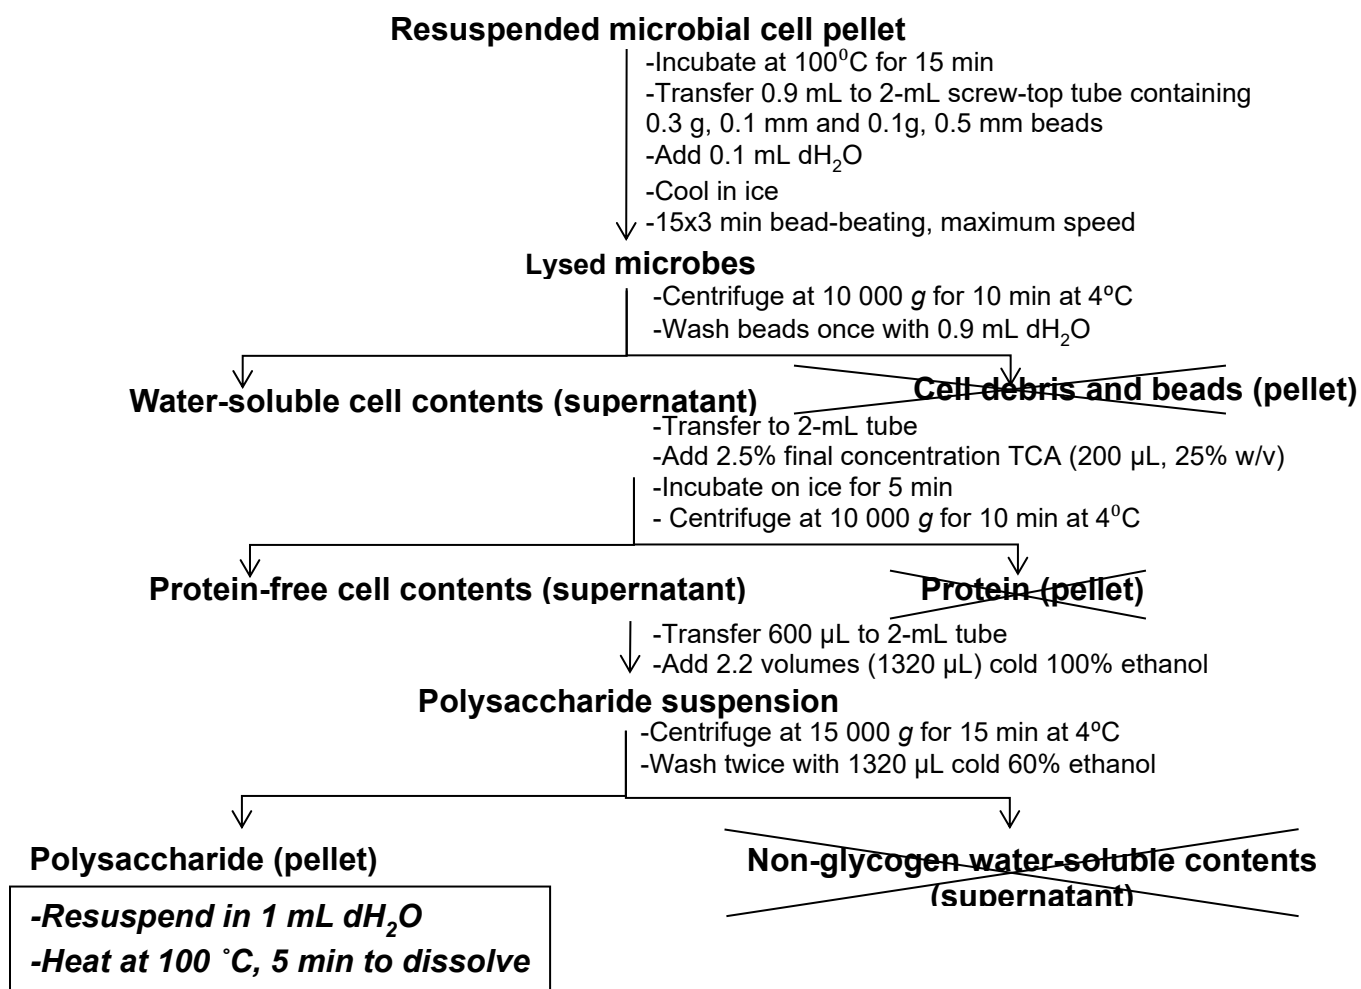 Resuspended microbial cell pellet
-Incubate at 100⁰C for 15 min
-Transfer 0.9 mL to 2-mL screw-top tube containing
0.3 g, 0.1 mm and 0.1g, 0.5 mm beads
-Add 0.1 mL dH₂O
-Cool in ice
-15x3 min bead-beating, maximum speed
Lysed microbes
-Centrifuge at 10 000 g for 10 min at 4ºC
-Wash beads once with 0.9 mL dH₂O
Water-soluble cell contents (supernatant)
Cell debris and beads (pellet)
-Transfer to 2-mL tube
-Add 2.5% final concentration TCA (200 µL, 25% w/v)
-Incubate on ice for 5 min
- Centrifuge at 10 000 g for 10 min at 4⁰C
Protein-free cell contents (supernatant)
Protein (pellet)
-Transfer 600 µL to 2-mL tube
-Add 2.2 volumes (1320 µL) cold 100% ethanol
Polysaccharide suspension
-Centrifuge at 15 000 g for 15 min at 4ºC
-Wash twice with 1320 µL cold 60% ethanol
Polysaccharide (pellet)
Non-glycogen water-soluble contents
(supernatant)
-Resuspend in 1 mL dH₂O
-Heat at 100 ˚C, 5 min to dissolve